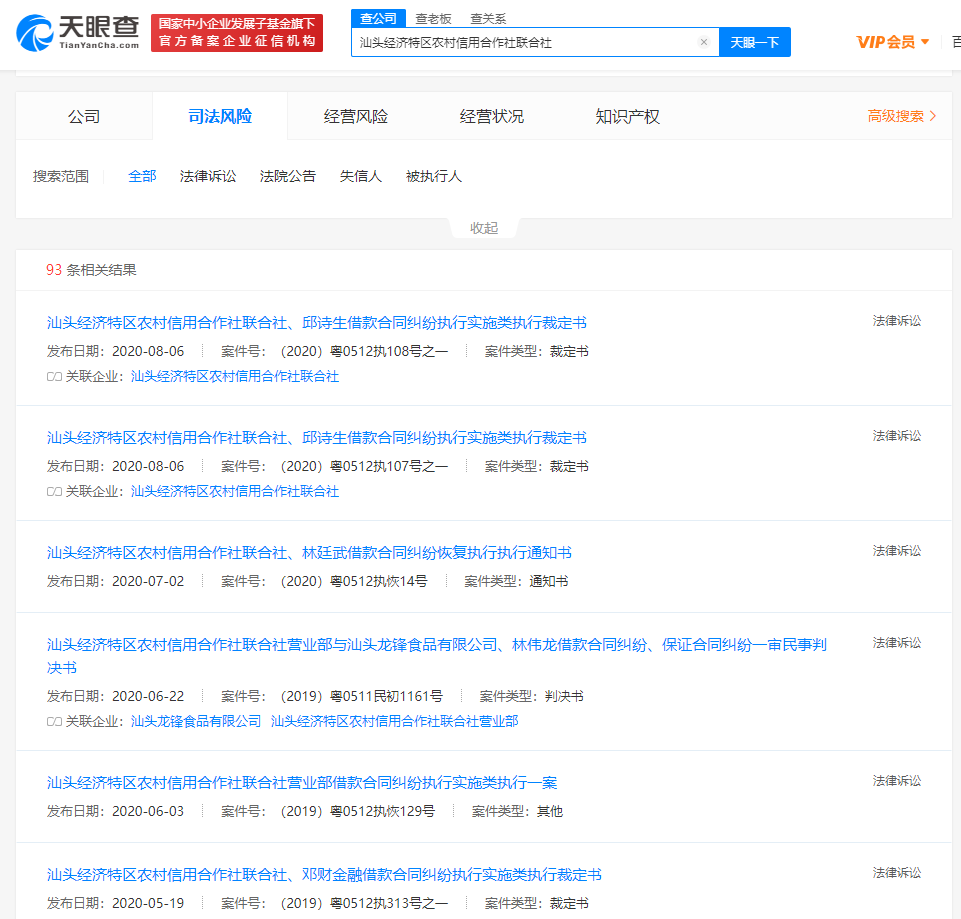 天眼查
TianYanCha.com
国家中小企业发展子基金旗下
官方备案企业征信机构
查公司 查老板 查关系
汕头经济特区农村信用合作社联合社 × 天眼一下
VIP会员 百
公司 司法风险 经营风险 经营状况 知识产权 高级搜索
搜索范围 全部 法律诉讼 法院公告 失信人 被执行人
收起
93 条相关结果
汕头经济特区农村信用合作社联合社、邱诗生借款合同纠纷执行实施类执行裁定书 法律诉讼
发布日期：2020-08-06 案件号：（2020）粤0512执108号之一 案件类型：裁定书
关联企业：汕头经济特区农村信用合作社联合社
汕头经济特区农村信用合作社联合社、邱诗生借款合同纠纷执行实施类执行裁定书 法律诉讼
发布日期：2020-08-06 案件号：（2020）粤0512执107号之一 案件类型：裁定书
关联企业：汕头经济特区农村信用合作社联合社
汕头经济特区农村信用合作社联合社、林廷武借款合同纠纷恢复执行执行通知书 法律诉讼
发布日期：2020-07-02 案件号：（2020）粤0512执恢14号 案件类型：通知书
汕头经济特区农村信用合作社联合社营业部与汕头龙锋食品有限公司、林伟龙借款合同纠纷、保证合同纠纷一审民事判 法律诉讼
决书
发布日期：2020-06-22 案件号：（2019）粤0511民初1161号 案件类型：判决书
关联企业：汕头龙锋食品有限公司 汕头经济特区农村信用合作社联合社营业部
汕头经济特区农村信用合作社联合社营业部借款合同纠纷执行实施类执行一案 法律诉讼
发布日期：2020-06-03 案件号：（2019）粤0512执恢129号 案件类型：其他
汕头经济特区农村信用合作社联合社、邓财金融借款合同纠纷执行实施类执行裁定书 法律诉讼
发布日期：2020-05-19 案件号：（2019）粤0512执313号之一 案件类型：裁定书